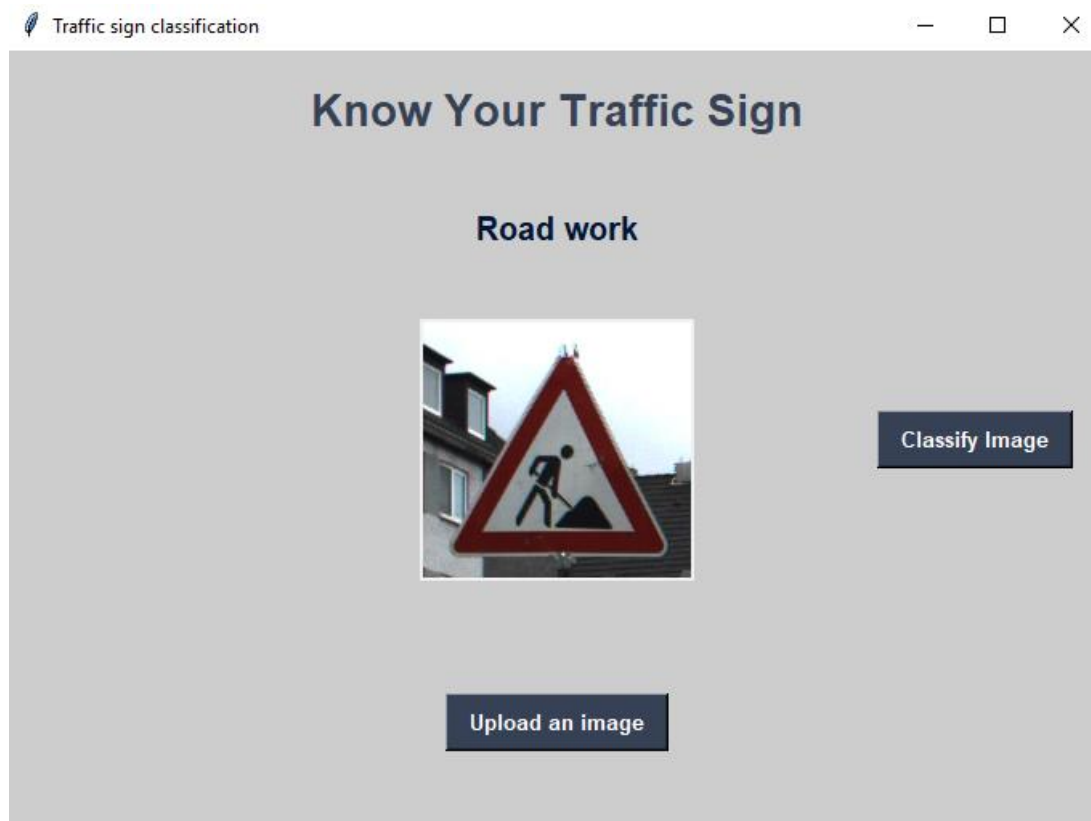 Traffic sign classification
Know Your Traffic Sign
Road work
Classify Image
Upload an image